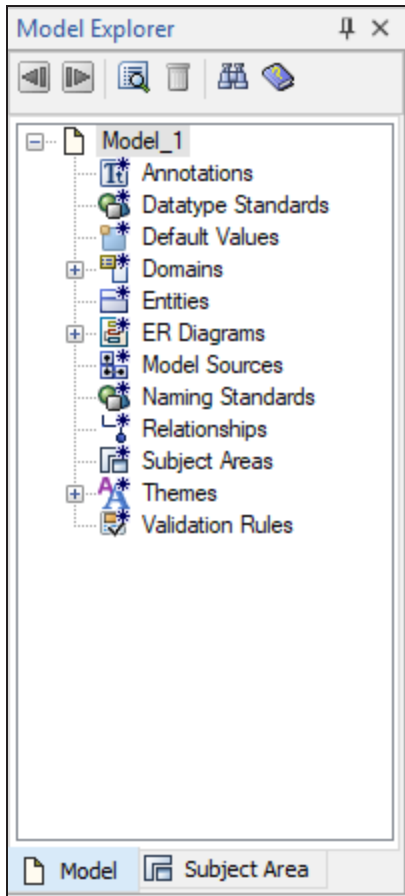 Model Explorer
Model_1
Annotations
Datatype Standards
Default Values
Domains
Entities
ER Diagrams
Model Sources
Naming Standards
Relationships
Subject Areas
Themes
Validation Rules
Model
Subject Area